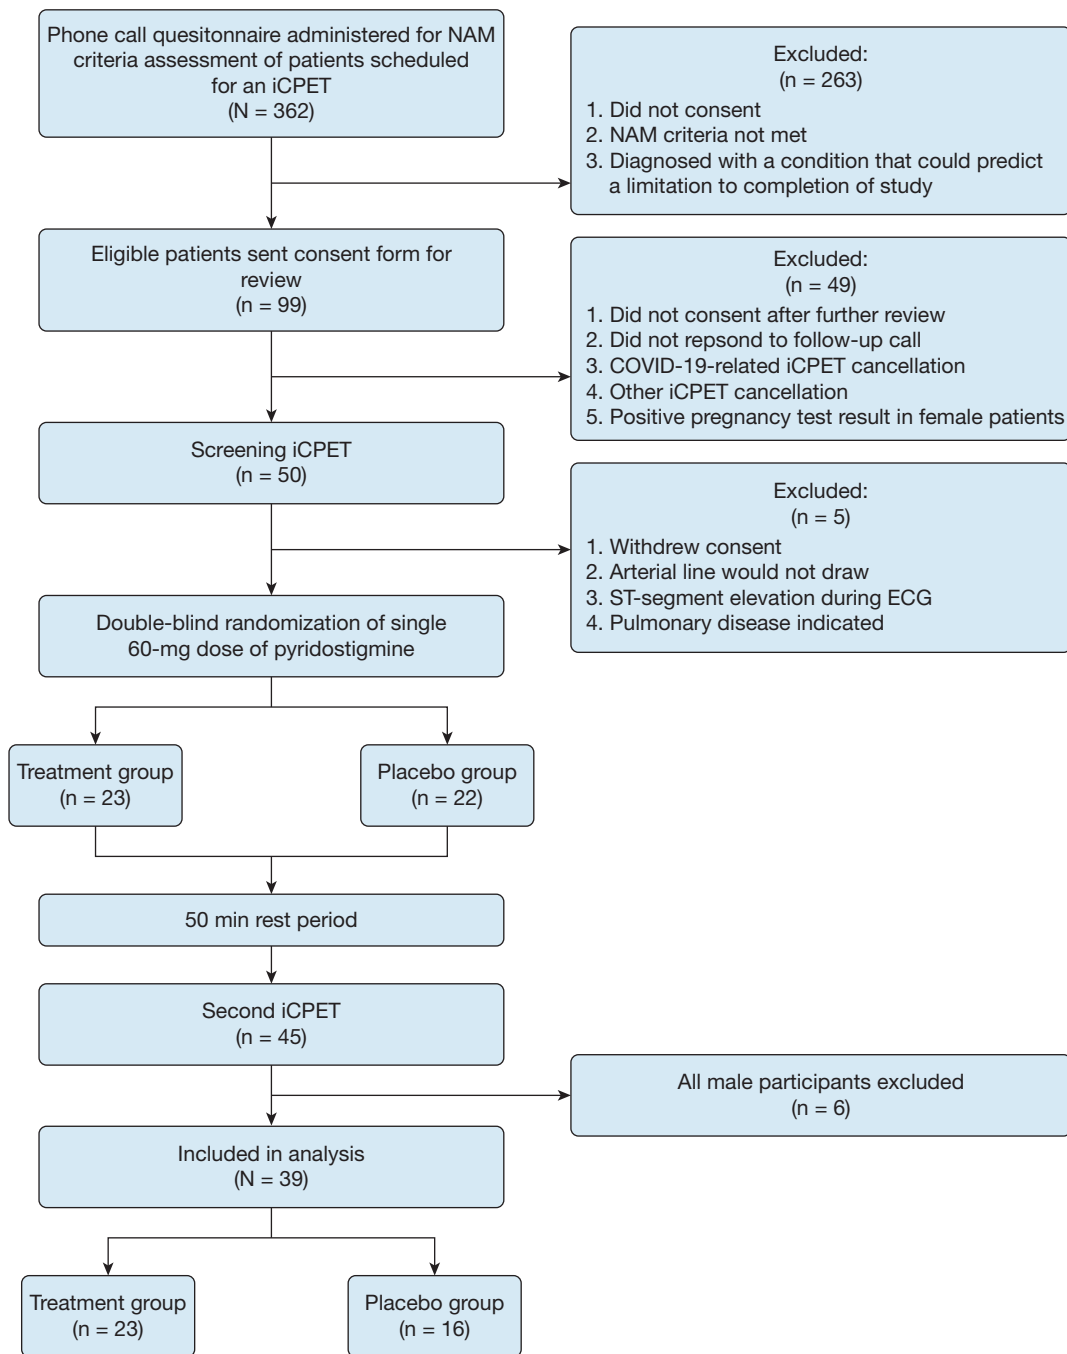 Phone call quesitonnaire administered for NAM
criteria assessment of patients scheduled
for an iCPET
(N = 362)
Excluded:
(n = 263)
1. Did not consent
2. NAM criteria not met
3. Diagnosed with a condition that could predict
a limitation to completion of study
Eligible patients sent consent form for
review
(n = 99)
Excluded:
(n = 49)
1. Did not consent after further review
2. Did not repsond to follow-up call
3. COVID-19-related iCPET cancellation
4. Other iCPET cancellation
5. Positive pregnancy test result in female patients
Screening iCPET
(n = 50)
Excluded:
(n = 5)
1. Withdrew consent
2. Arterial line would not draw
3. ST-segment elevation during ECG
4. Pulmonary disease indicated
Double-blind randomization of single
60-mg dose of pyridostigmine
Treatment group
(n = 23)
Placebo group
(n = 22)
50 min rest period
Second iCPET
(n = 45)
All male participants excluded
(n = 6)
Included in analysis
(N = 39)
Treatment group
(n = 23)
Placebo group
(n = 16)